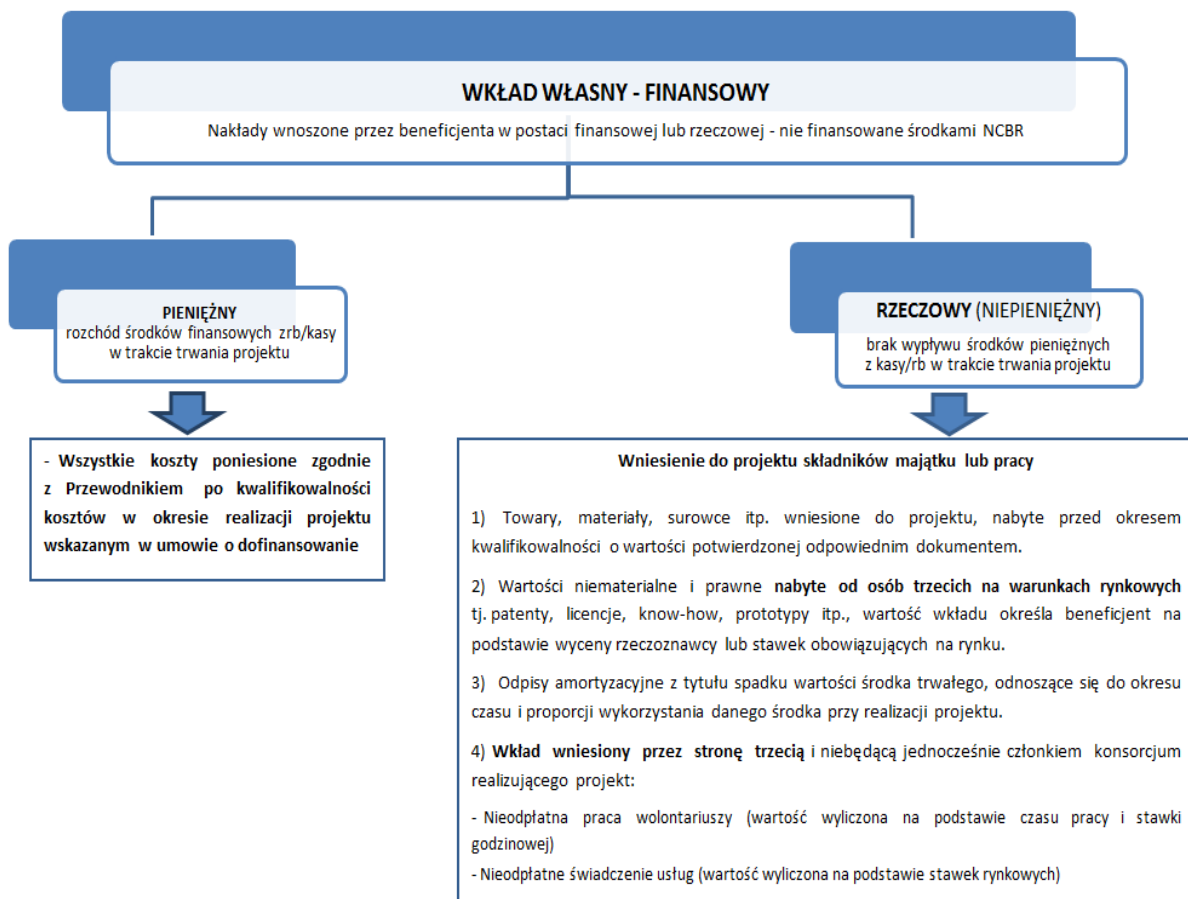 WKŁAD WŁASNY - FINANSOWY
Nakłady wnoszone przez beneficjenta w postaci finansowej lub rzeczowej - nie finansowane środkami NCBR
PIENIĘŻNY
rozchód środków finansowych zrb/kasy
w trakcie trwania projektu
RZECZOWY (NIEPIENIĘŻNY)
brak wypływu środków pieniężnych
z kasy/rb w trakcie trwania projektu
- Wszystkie koszty poniesione zgodnie
z Przewodnikiem po kwalifikowalności
kosztów w okresie realizacji projektu
wskazanym w umowie o dofinansowanie
Wniesienie do projektu składników majątku lub pracy
1) Towary, materiały, surowce itp. wniesione do projektu, nabyte przed okresem
kwalifikowalności o wartości potwierdzonej odpowiednim dokumentem.
2) Wartości niematerialne i prawne nabyte od osób trzecich na warunkach rynkowych
tj. patenty, licencje, know-how, prototypy itp., wartość wkładu określa beneficjent na
podstawie wyceny rzeczoznawcy lub stawek obowiązujących na rynku.
3) Odpisy amortyzacyjne z tytułu spadku wartości środka trwałego, odnoszące się do okresu
czasu i proporcji wykorzystania danego środka przy realizacji projektu.
4) Wkład wniesiony przez stronę trzecią i niebędącą jednocześnie członkiem konsorcjum
realizującego projekt:
- Nieodpłatna praca wolontariuszy (wartość wyliczona na podstawie czasu pracy i stawki
godzinowej)
- Nieodpłatne świadczenie usług (wartość wyliczona na podstawie stawek rynkowych)